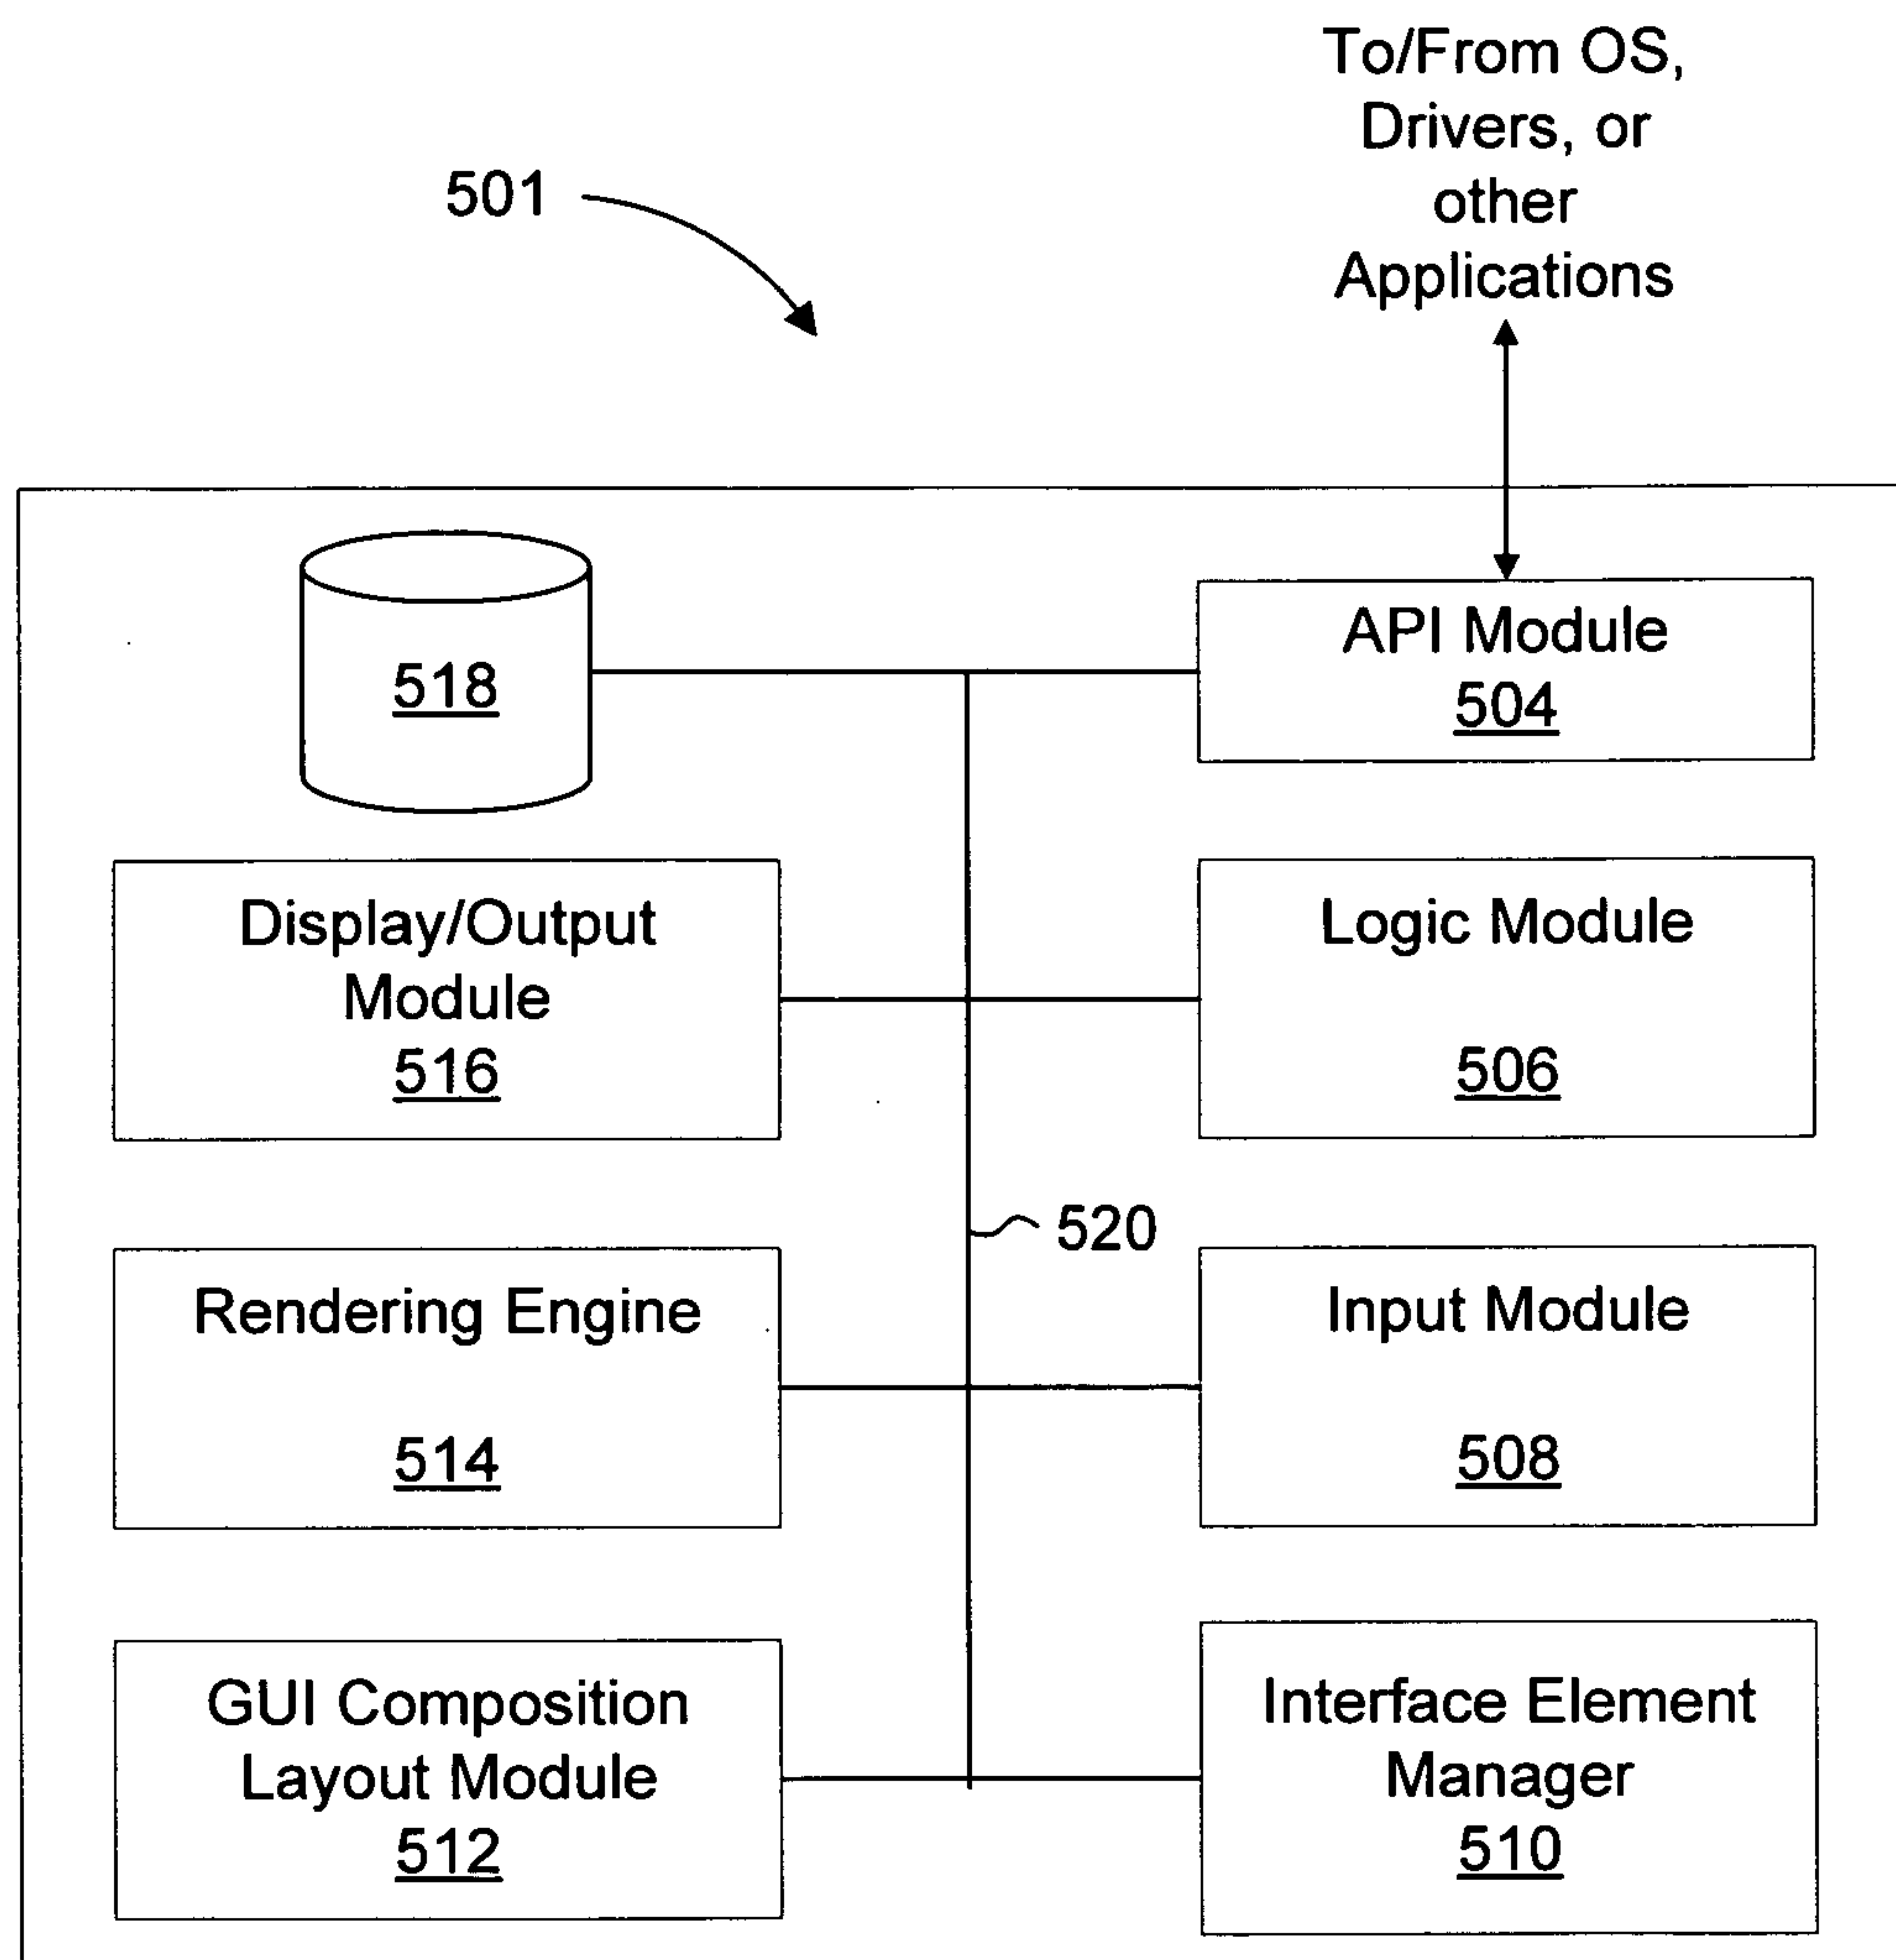 To/From OS,
Drivers, or
other
Applications
501
518
API Module
504
Display/Output
Module
516
Logic Module
506
520
Rendering Engine
514
Input Module
508
GUI Composition
Layout Module
512
Interface Element
Manager
510